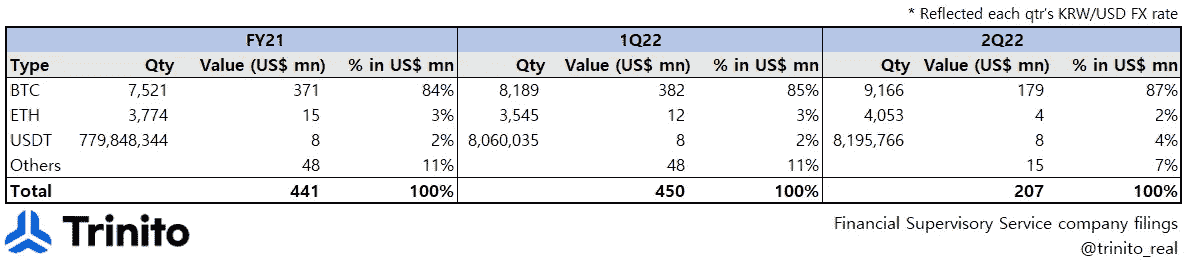 * Reflected each qtr's KRW/USD FX rate
FY21 1Q22 2Q22
Type Qty Value (US$ mn) % in US$ mn Qty Value (US$ mn) % in US$ mn Qty Value (US$ mn) % in US$ mn
BTC 7,521 371 84% 8,189 382 85% 9,166 179 87%
ETH 3,774 15 3% 3,545 12 3% 4,053 4 2%
USDT 779,848,344 8 2% 8,060,035 8 2% 8,195,766 8 4%
Others 48 11% 48 11% 15 7%
Total 441 100% 450 100% 207 100%
Trinito
Financial Supervisory Service company filings
@trinito_real